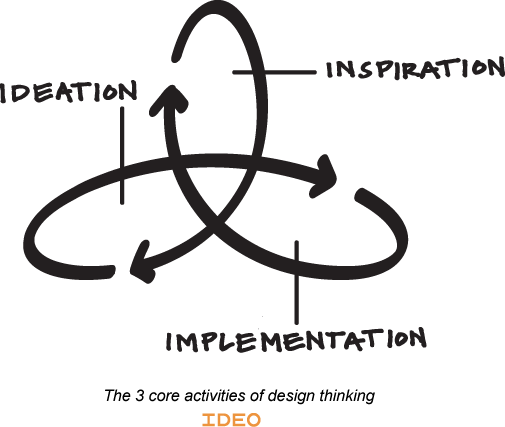 INSPIRATION
IDEATION
IMPLEMENTATION
The 3 core activities of design thinking
IDEO